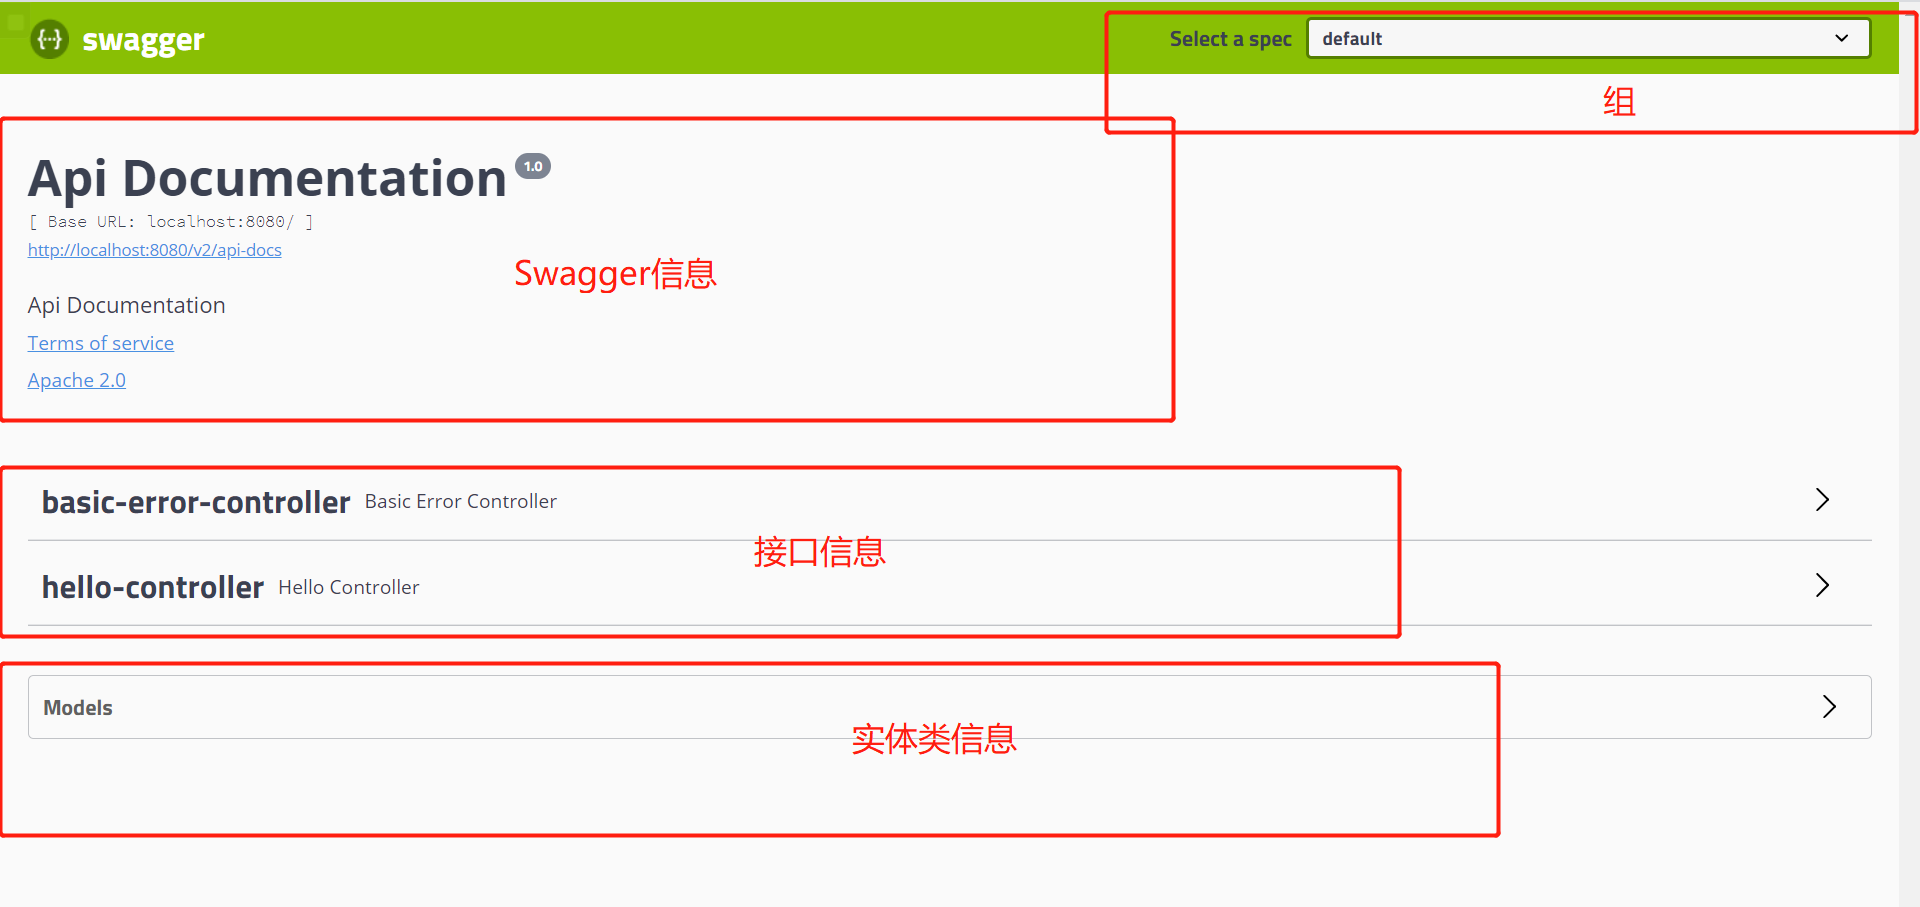 {···} swagger
Select a spec default
组
Api Documentation 1.0
[ Base URL: localhost:8080/ ]
http://localhost:8080/v2/api-docs
Swagger信息
Api Documentation
Terms of service
Apache 2.0
basic-error-controller Basic Error Controller
接口信息
hello-controller Hello Controller
Models
实体类信息